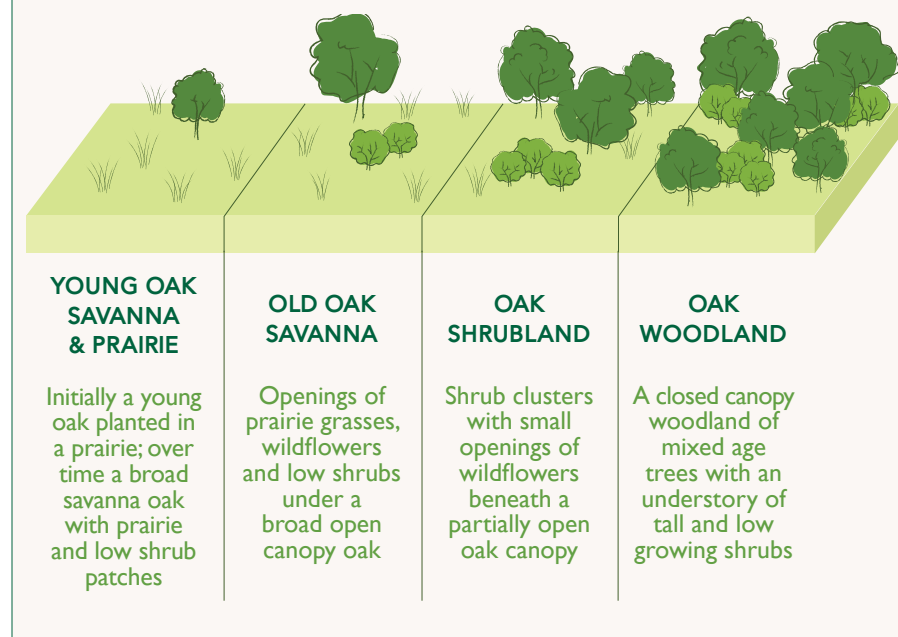 YOUNG OAK
SAVANNA
& PRAIRIE
Initially a young
oak planted in
a prairie; over
time a broad
savanna oak
with prairie
and low shrub
patches
OLD OAK
SAVANNA
Openings of
prairie grasses,
wildflowers
and low shrubs
under a
broad open
canopy oak
OAK
SHRUBLAND
Shrub clusters
with small
openings of
wildflowers
beneath a
partially open
oak canopy
OAK
WOODLAND
A closed canopy
woodland of
mixed age
trees with an
understory of
tall and low
growing shrubs